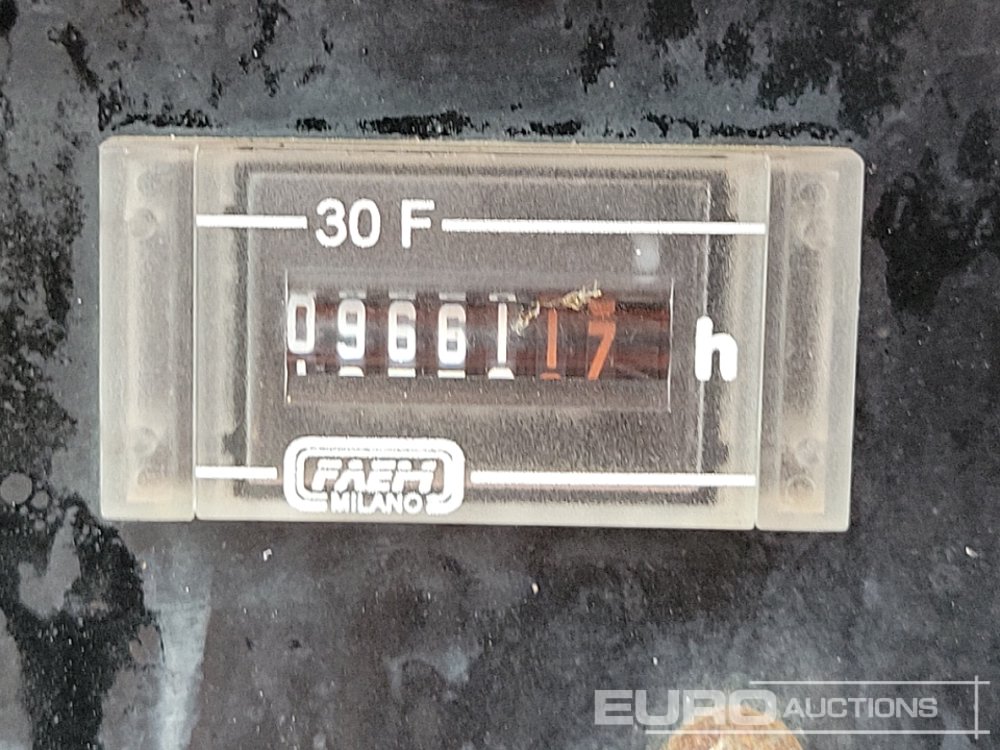 30 F
0966117 h
FAEM
MILANO
EURO AUCTIONS